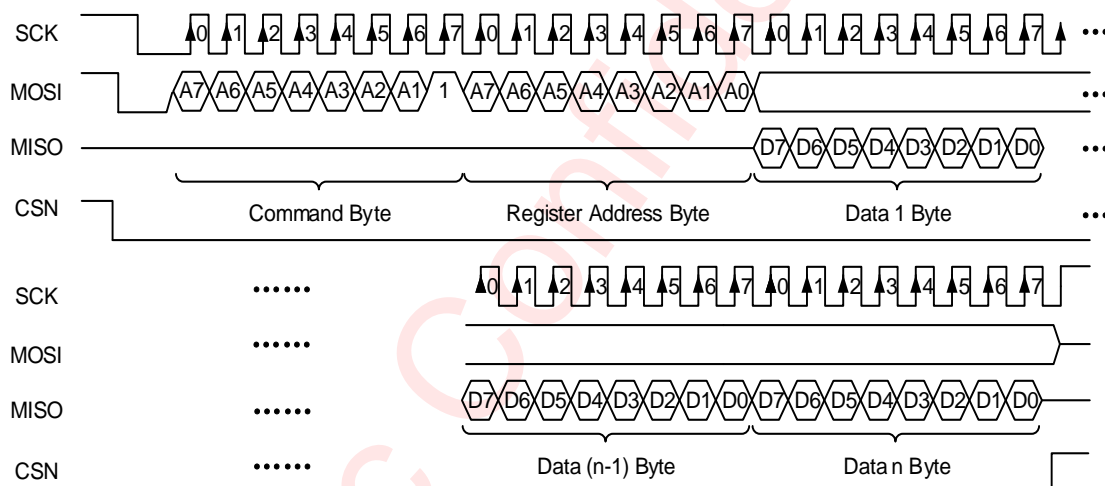 SCK 0 1 2 3 4 5 6 7 0 1 2 3 4 5 6 7 0 1 2 3 4 5 6 7 ...
MOSI A7 A6 A5 A4 A3 A2 A1 1 A7 A6 A5 A4 A3 A2 A1 A0 ...
MISO D7 D6 D5 D4 D3 D2 D1 D0 ...
Command Byte Register Address Byte Data 1 Byte
CSN ...
SCK ...... 0 1 2 3 4 5 6 7 0 1 2 3 4 5 6 7
MOSI ......
MISO ...... D7 D6 D5 D4 D3 D2 D1 D0 D7 D6 D5 D4 D3 D2 D1 D0
Data (n-1) Byte Data n Byte
CSN ......
c Confid